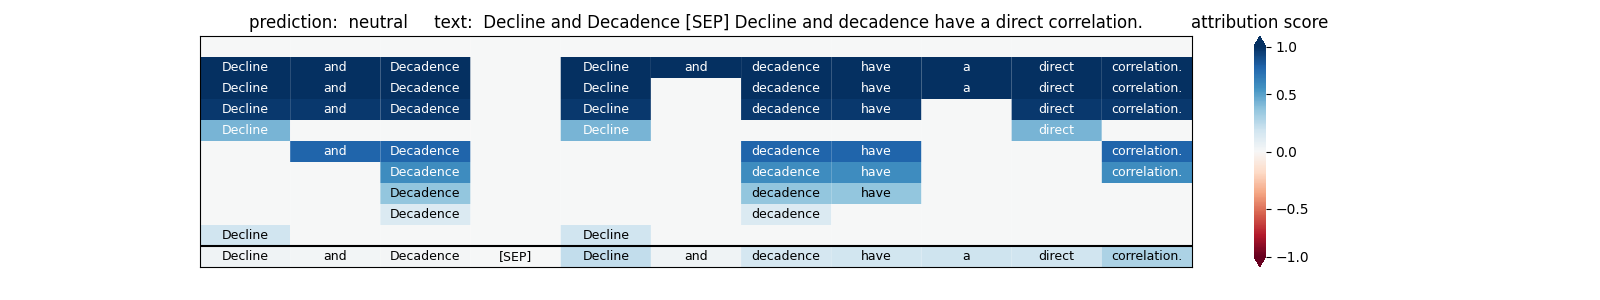 prediction:  neutral     text:  Decline and Decadence [SEP] Decline and decadence have a direct correlation.     attribution score
Decline and Decadence Decline and decadence have a direct correlation.
Decline and Decadence Decline decadence have a direct correlation.
Decline and Decadence Decline decadence have direct correlation.
Decline Decline direct
and Decadence decadence have correlation.
Decadence decadence have correlation.
Decadence decadence have
Decadence decadence
Decline Decline
Decline and Decadence [SEP] Decline and decadence have a direct correlation.
1.0
0.5
0.0
−0.5
−1.0